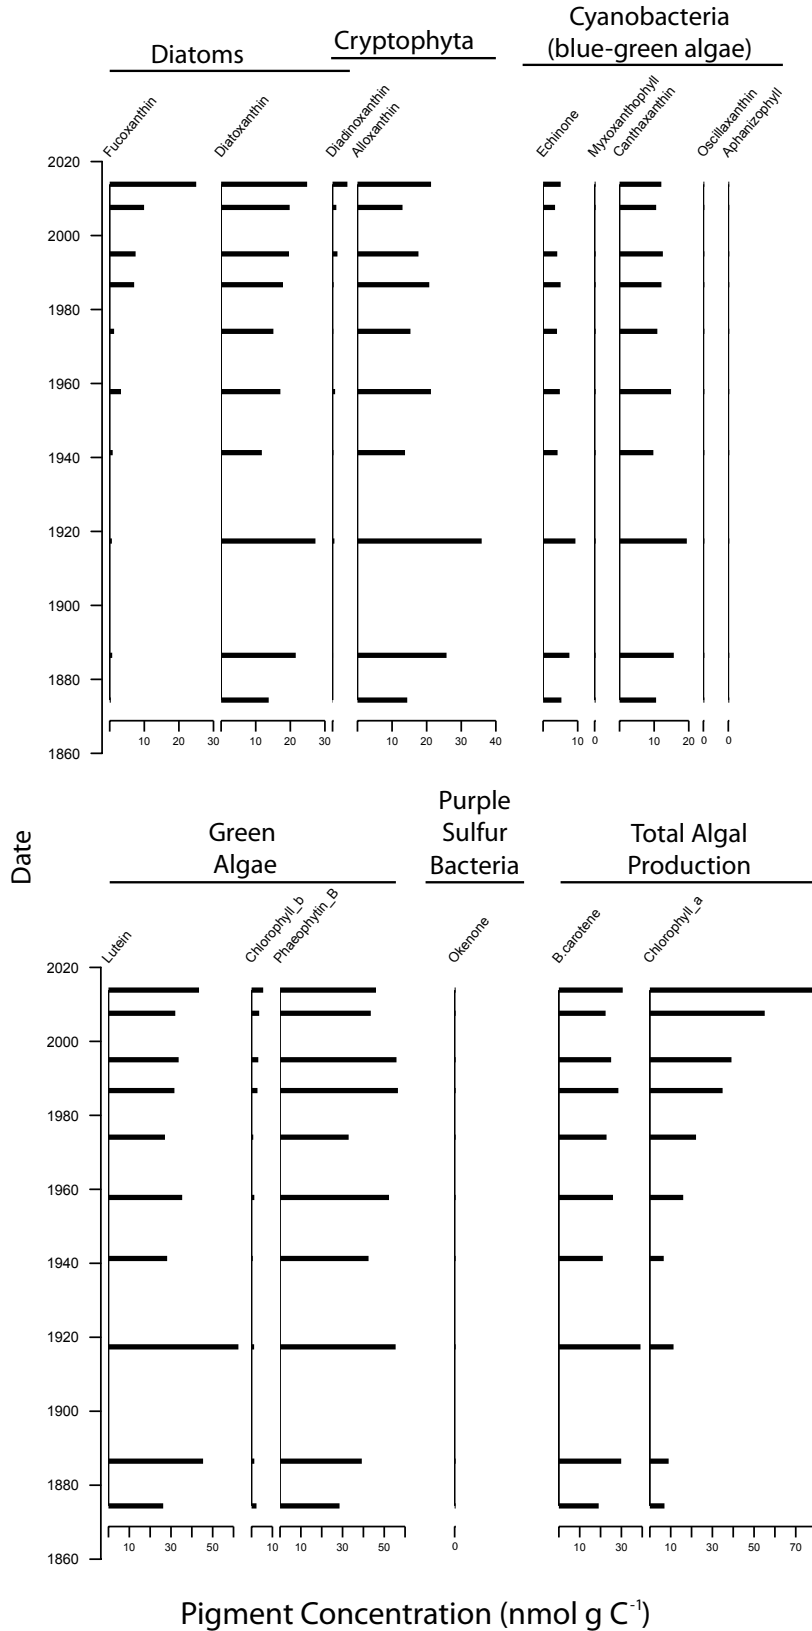 Diatoms
Cryptophyta
Cyanobacteria
(blue-green algae)
Fucoxanthin
Diatoxanthin
Diadinoxanthin
Alloxanthin
Echinone
Myxoxanthophyll
Canthaxanthin
Oscillaxanthin
Aphanizophyll
2020
2000
1980
1960
1940
1920
1900
1880
1860
10 20 30 10 20 30 10 20 30 40 10 0 10 20 0 0
Date
Green
Algae
Purple
Sulfur
Bacteria
Total Algal
Production
Lutein
Chlorophyll_b
Phaeophytin_B
Okenone
B.carotene
Chlorophyll_a
2020
2000
1980
1960
1940
1920
1900
1880
1860
10 30 50 10 10 30 50 0 10 30 10 30 50 70
Pigment Concentration (nmol g C-1)